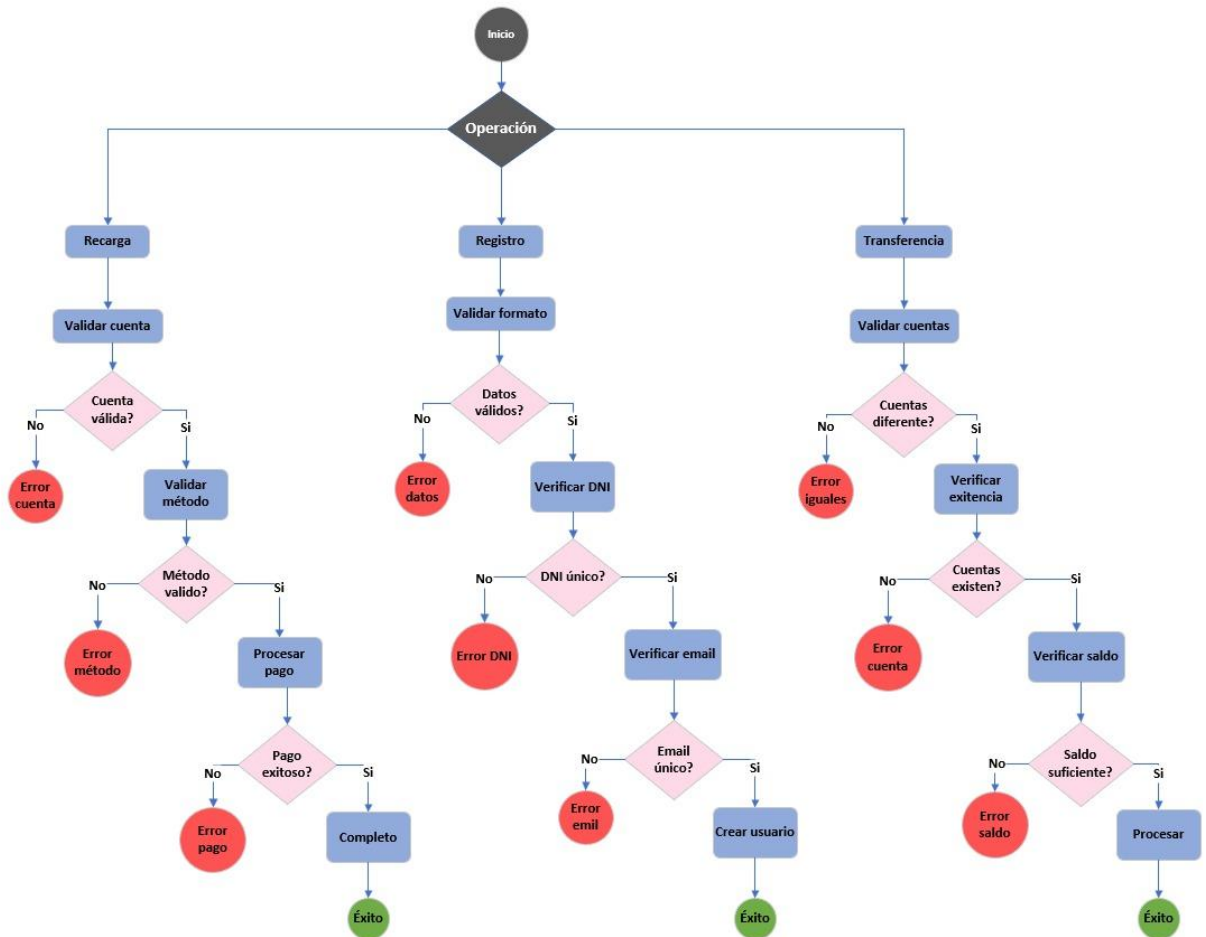 Inicio
Operación
Recarga
Registro
Transferencia
Validar cuenta
Validar formato
Validar cuentas
Cuenta
válida?
No
Si
Datos
válidos?
No
Si
Cuentas
diferente?
No
Si
Error
cuenta
Validar
método
Error
datos
Verificar DNI
Error
iguales
Verificar
exitencia
Método
valido?
No
Si
DNI único?
No
Si
Cuentas
existen?
No
Si
Error
método
Procesar
pago
Error DNI
Verificar email
Error
cuenta
Verificar saldo
Pago
exitoso?
No
Si
Email
único?
No
Si
Saldo
suficiente?
No
Si
Error
pago
Completo
Error
emil
Crear usuario
Error
saldo
Procesar
Éxito
Éxito
Éxito